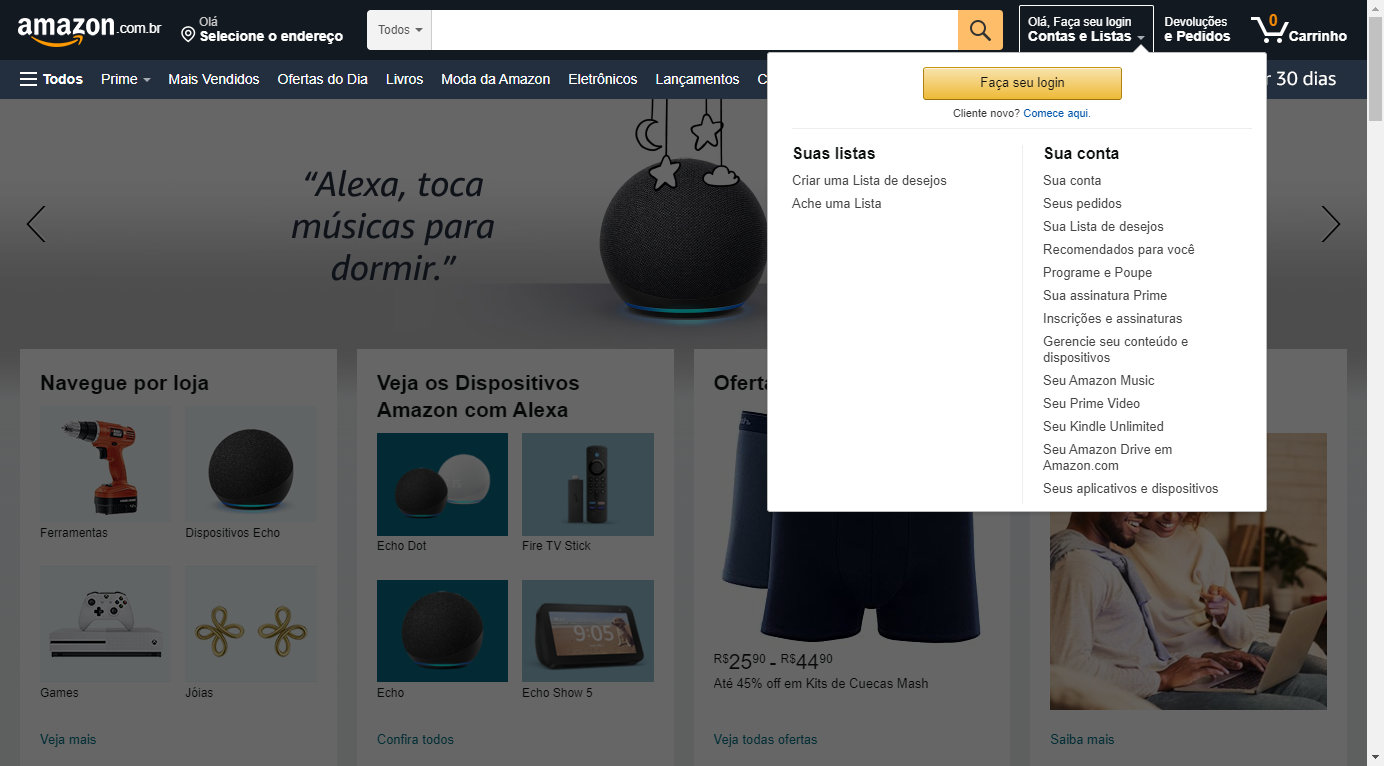 amazon.com.br
Olá
Selecione o endereço
Todos
Olá, Faça seu login
Contas e Listas
Devoluções
e Pedidos
0
Carrinho
Todos
Prime
Mais Vendidos
Ofertas do Dia
Livros
Moda da Amazon
Eletrônicos
Lançamentos
C
r 30 dias
Faça seu login
Cliente novo? Comece aqui.
Suas listas
Criar uma Lista de desejos
Ache uma Lista
Sua conta
Sua conta
Seus pedidos
Sua Lista de desejos
Recomendados para você
Programe e Poupe
Sua assinatura Prime
Inscrições e assinaturas
Gerencie seu conteúdo e
dispositivos
Seu Amazon Music
Seu Prime Video
Seu Kindle Unlimited
Seu Amazon Drive em
Amazon.com
Seus aplicativos e dispositivos
“Alexa, toca
músicas para
dormir.”
Navegue por loja
Ferramentas
Dispositivos Echo
Games
Jóias
Veja mais
Veja os Dispositivos
Amazon com Alexa
Echo Dot
Fire TV Stick
9:05
Echo
Echo Show 5
Confira todos
Oferta
R$2590 - R$4490
Até 45% off em Kits de Cuecas Mash
Veja todas ofertas
Saiba mais